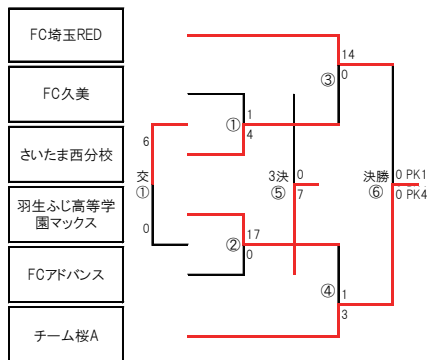 FC埼玉RED
14
③
0
FC久美
1
①
4
6
さいたま西分校
交
①
3決
0
⑤
7
決勝
0 PK1
⑥
0 PK4
羽生ふじ高等学
園マックス
0
17
②
0
FCアドバンス
④
1
3
チーム桜A